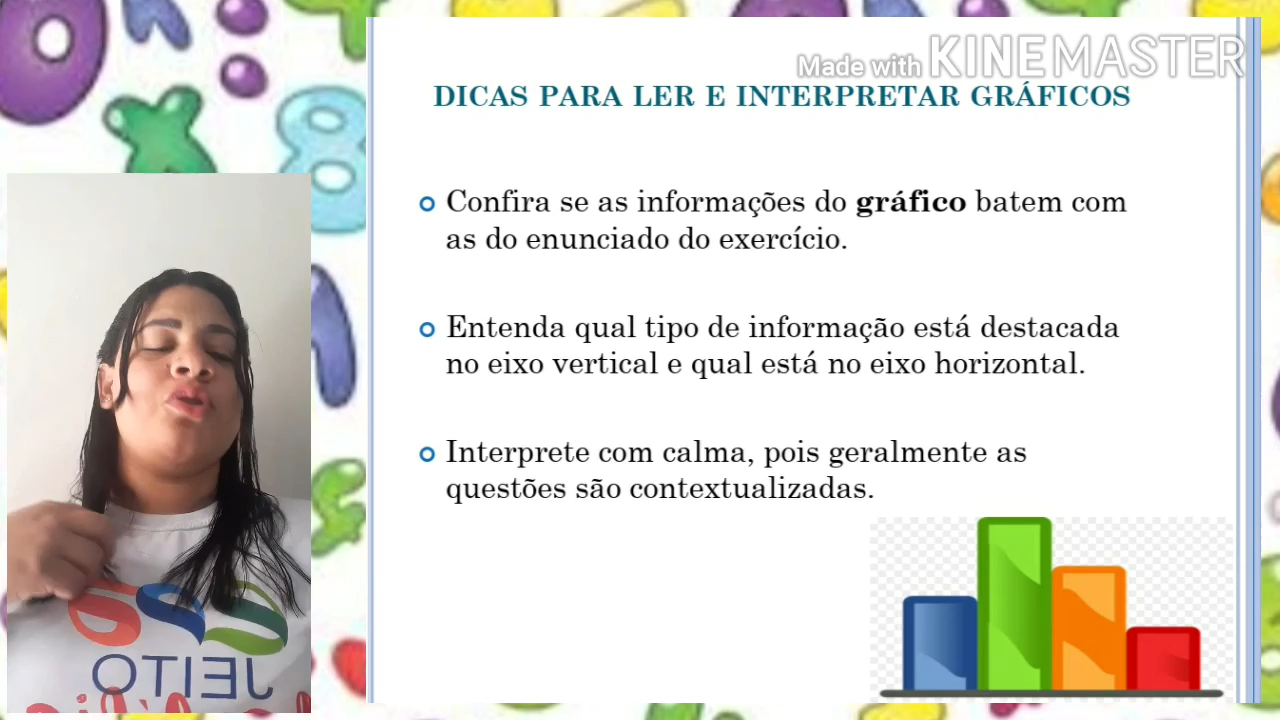 Made with KINEMASTER
DICAS PARA LER E INTERPRETAR GRÁFICOS
Confira se as informações do gráfico batem com
as do enunciado do exercício.
Entenda qual tipo de informação está destacada
no eixo vertical e qual está no eixo horizontal.
Interprete com calma, pois geralmente as
questões são contextualizadas.
JEITO